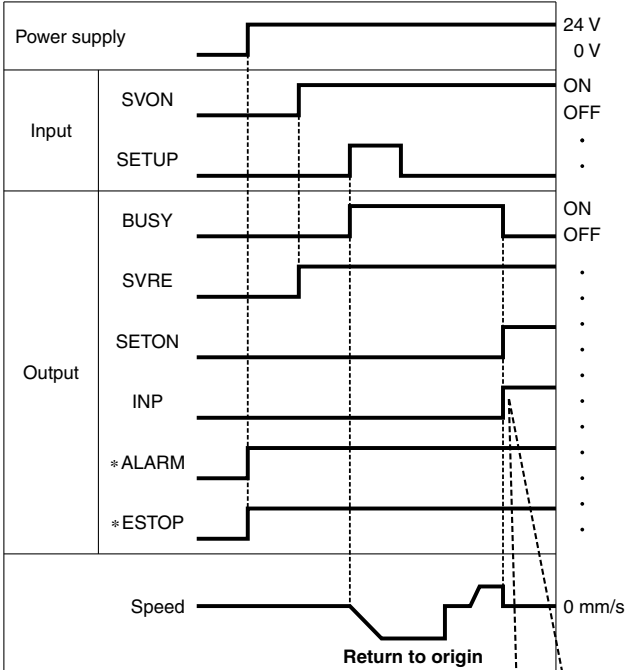 Power supply
24 V
0 V
Input
SVON
ON
OFF
SETUP
Output
BUSY
ON
OFF
SVRE
SETON
INP
*ALARM
*ESTOP
Speed
0 mm/s
Return to origin